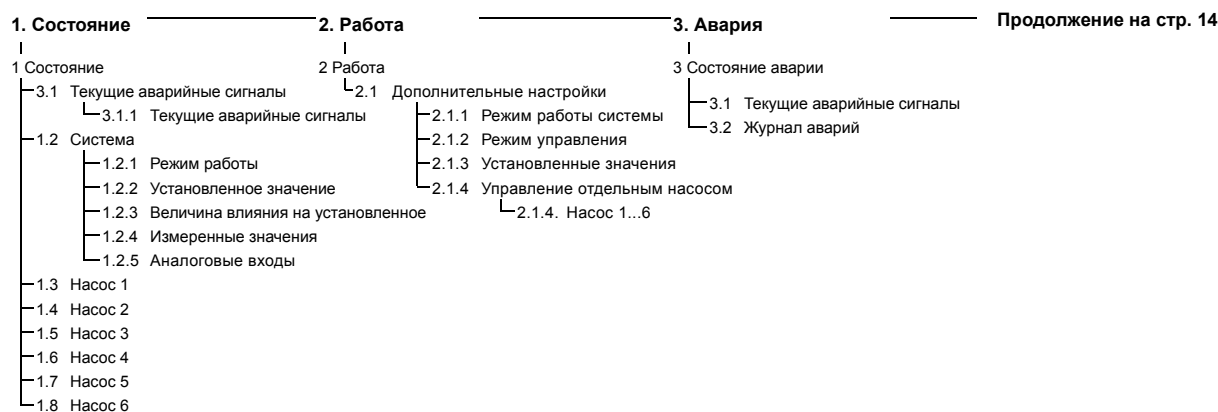 1. Состояние 2. Работа 3. Авария Продолжение на стр. 14
1 Состояние
3.1 Текущие аварийные сигналы
3.1.1 Текущие аварийные сигналы
1.2 Система
1.2.1 Режим работы
1.2.2 Установленное значение
1.2.3 Величина влияния на установленное
1.2.4 Измеренные значения
1.2.5 Аналоговые входы
1.3 Насос 1
1.4 Насос 2
1.5 Насос 3
1.6 Насос 4
1.7 Насос 5
1.8 Насос 6
2 Работа
2.1 Дополнительные настройки
2.1.1 Режим работы системы
2.1.2 Режим управления
2.1.3 Установленные значения
2.1.4 Управление отдельным насосом
2.1.4. Насос 1...6
3 Состояние аварии
3.1 Текущие аварийные сигналы
3.2 Журнал аварий